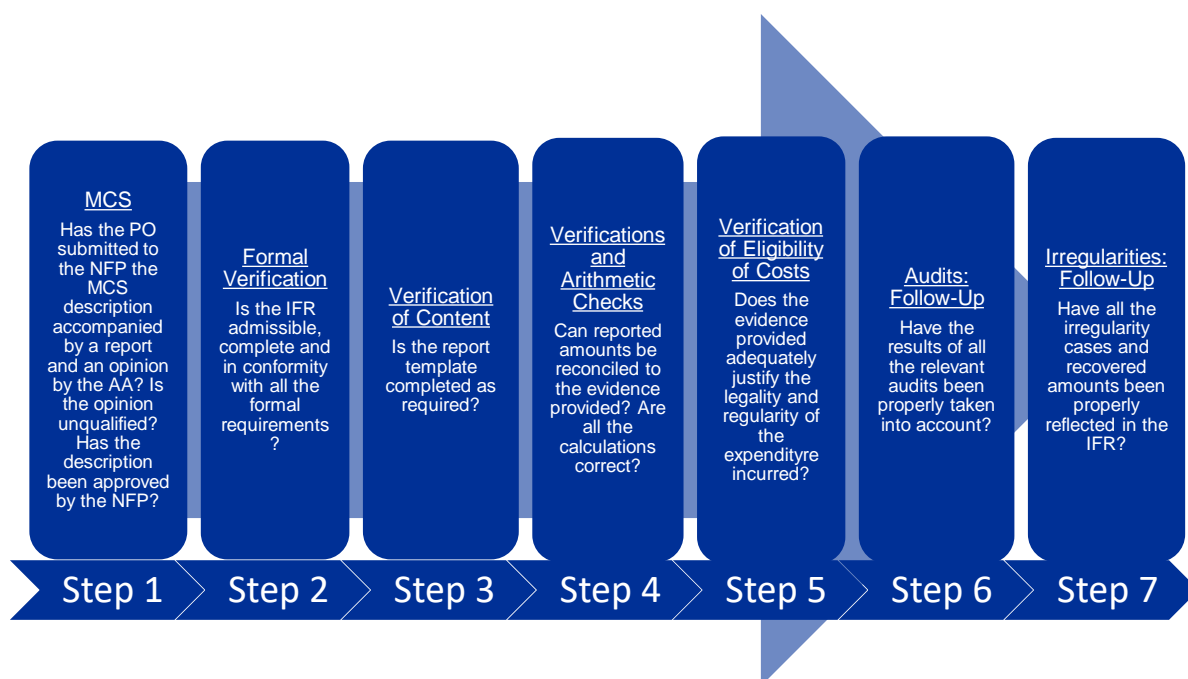 MCS
Has the PO
submitted to
the NFP the
MCS
description
accompanied
by a report
and an opinion
by the AA? Is
the opinion
unqualified?
Has the
description
been approved
by the NFP?
Formal
Verification
Is the IFR
admissible,
complete and
in conformity
with all the
formal
requirements
?
Verification
of Content
Is the report
template
completed as
required?
Verifications
and
Arithmetic
Checks
Can reported
amounts be
reconciled to
the evidence
provided? Are
all the
calculations
correct?
Verification
of Eligibility
of Costs
Does the
evidence
provided
adequately
justify the
legality and
regularity of
the
expendityre
incurred?
Audits:
Follow-Up
Have the
results of all
the relevant
audits been
properly taken
into account?
Irregularities:
Follow-Up
Have all the
irregularity
cases and
recovered
amounts been
properly
reflected in the
IFR?
Step 1
Step 2
Step 3
Step 4
Step 5
Step 6
Step 7